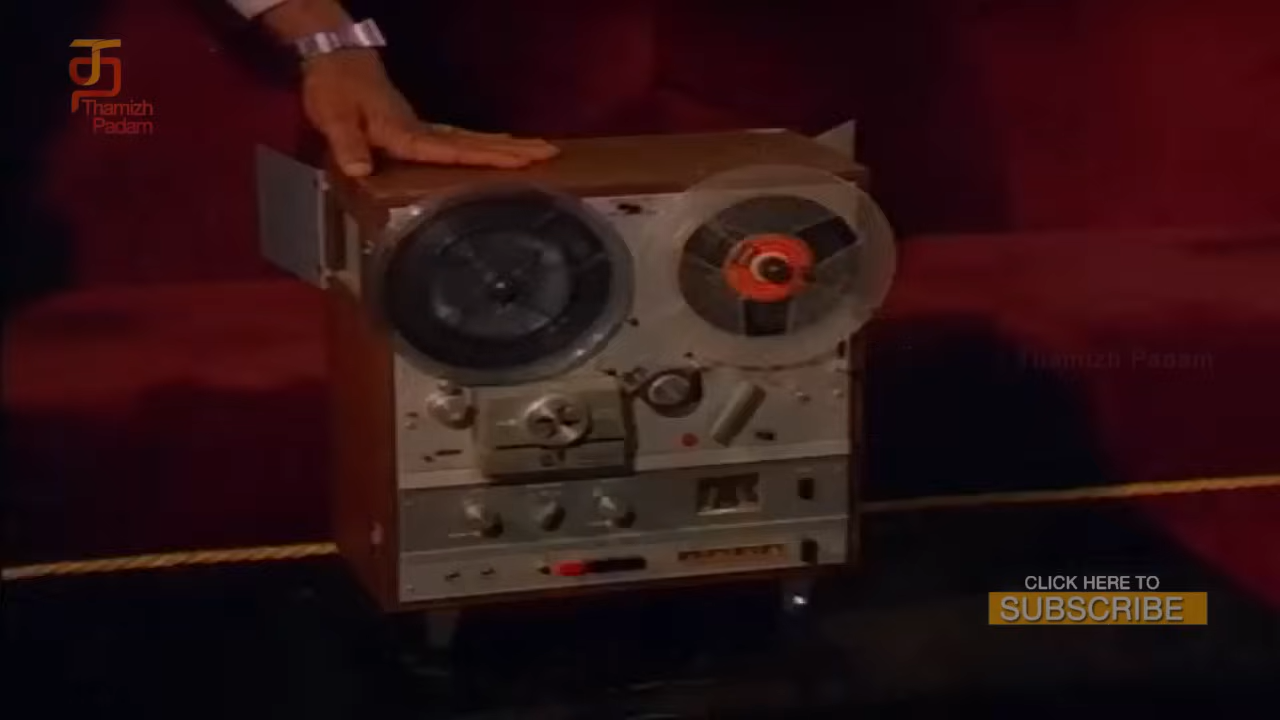 Thamizh
Padam
Thamizh Padam
CLICK HERE TO
SUBSCRIBE